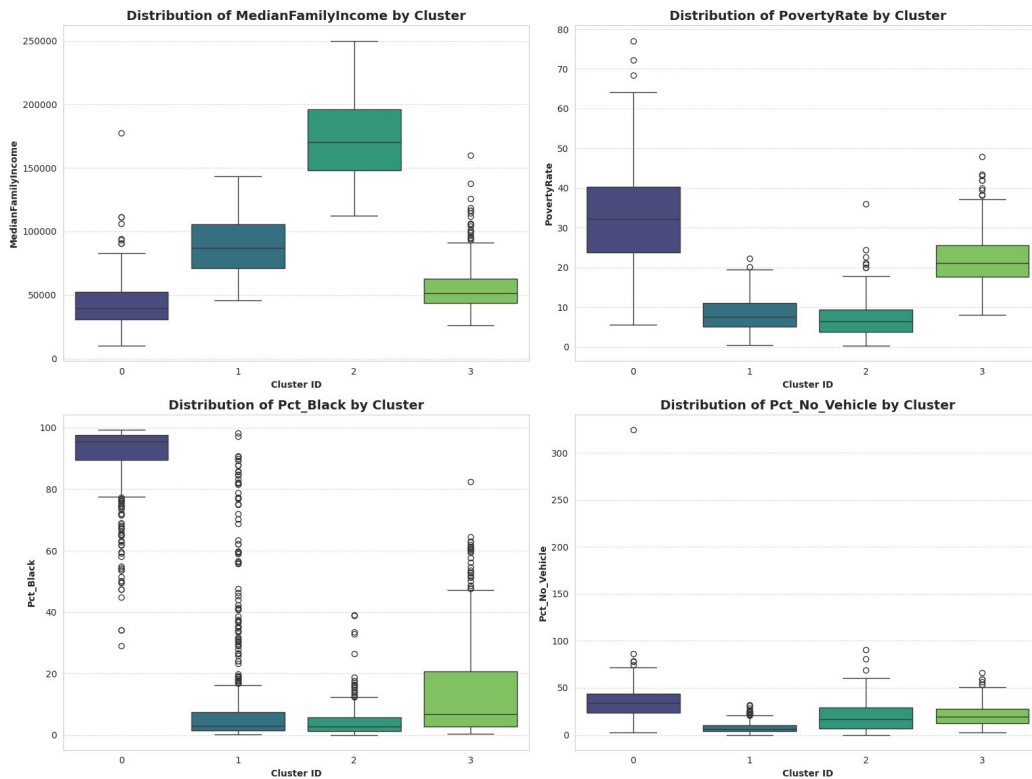 Distribution of MedianFamilyIncome by Cluster
MedianFamilyIncome
250000
200000
150000
100000
50000
0
0 1 2 3
Cluster ID
Distribution of PovertyRate by Cluster
PovertyRate
80
70
60
50
40
30
20
10
0
0 1 2 3
Cluster ID
Distribution of Pct_Black by Cluster
Pct_Black
100
80
60
40
20
0
0 1 2 3
Cluster ID
Distribution of Pct_No_Vehicle by Cluster
Pct_No_Vehicle
300
250
200
150
100
50
0
0 1 2 3
Cluster ID